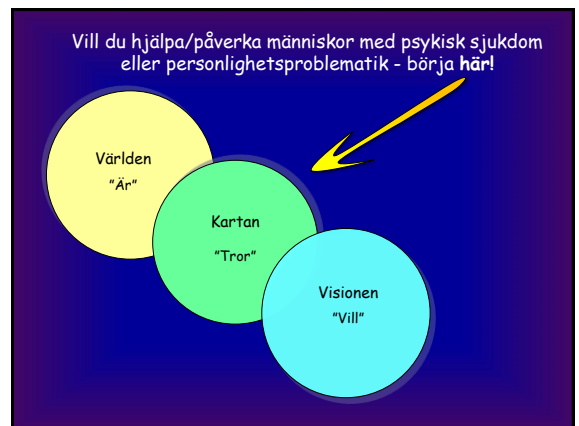 Vill du hjälpa/påverka människor med psykisk sjukdom
eller personlighetsproblematik - börja här!
Världen
"Är"
Kartan
"Tror"
Visionen
"Vill"